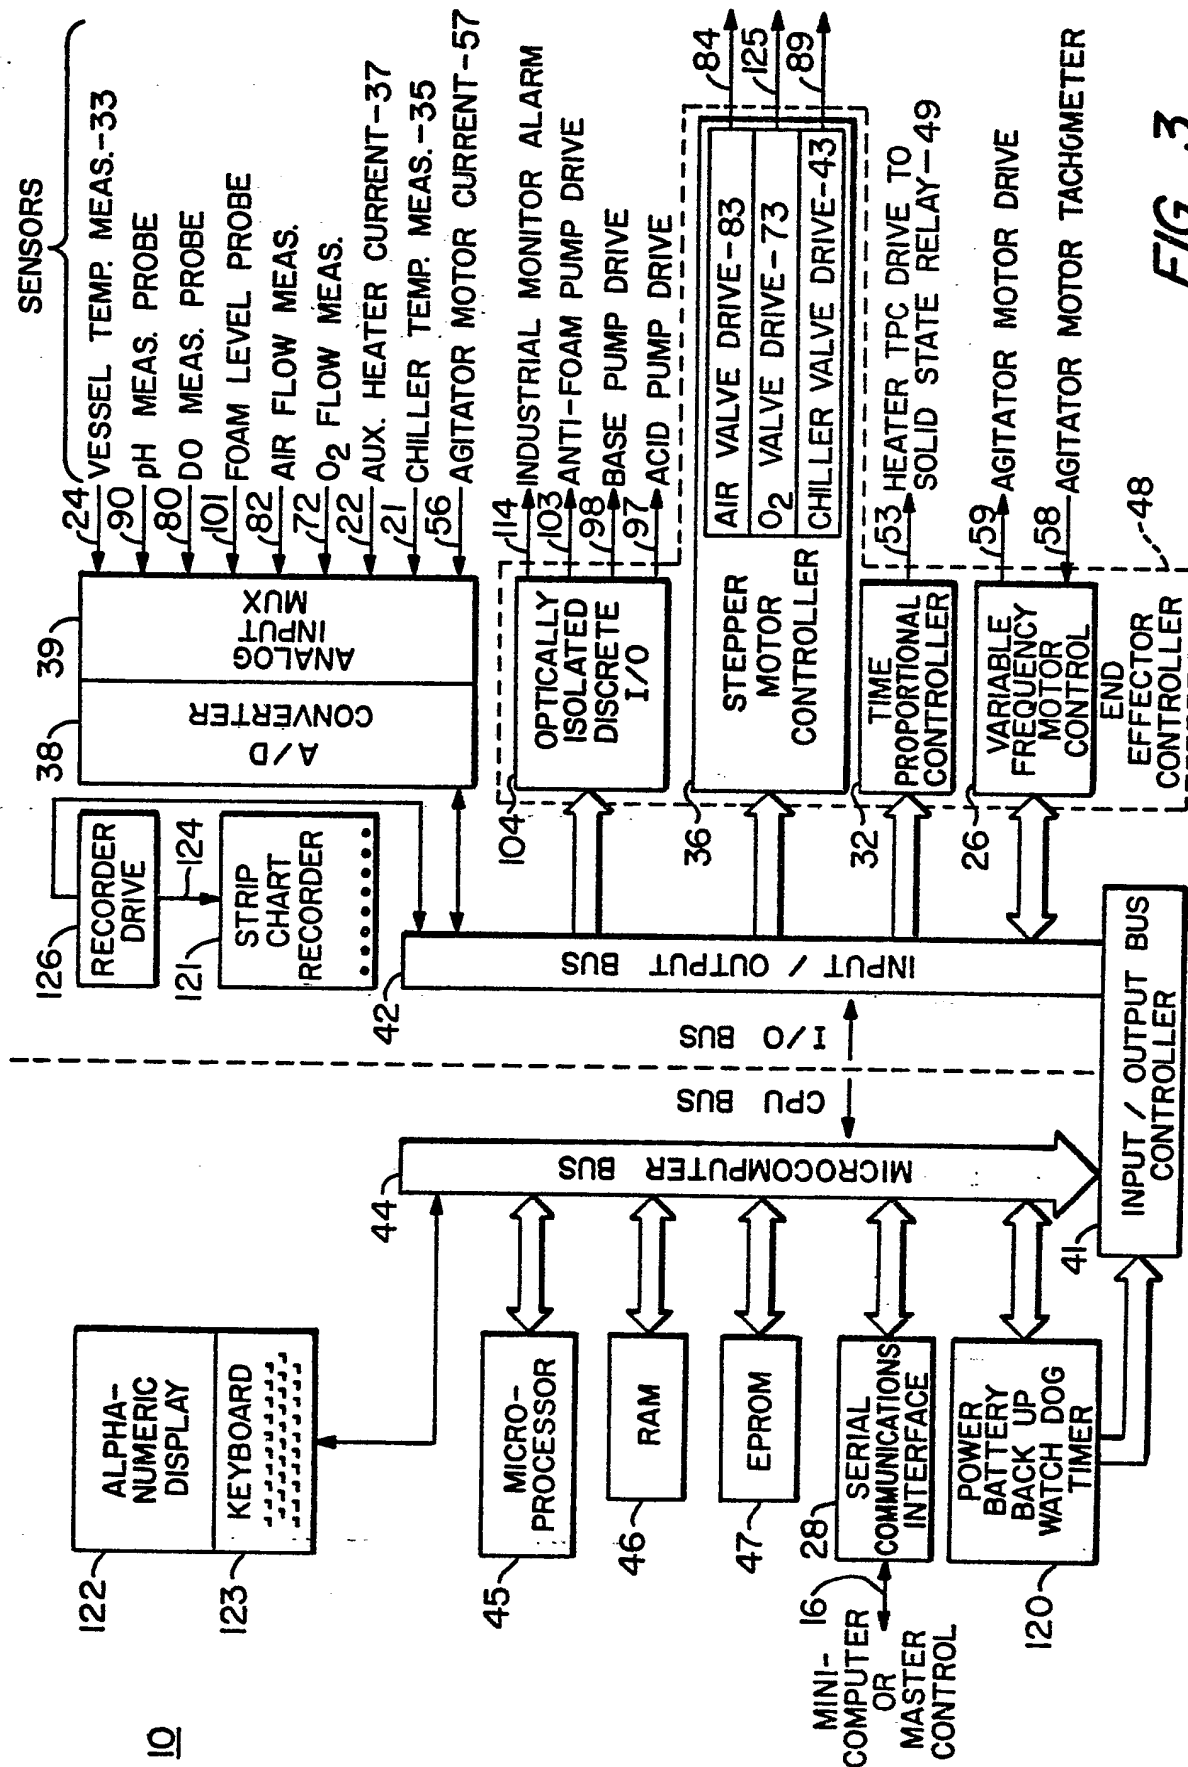 10
122
ALPHA-
NUMERIC
DISPLAY
123
KEYBOARD
45
MICRO-
PROCESSOR
46
RAM
47
EPROM
MINI-
COMPUTER
OR
MASTER
CONTROL
16
28
SERIAL
COMMUNICATIONS
INTERFACE
120
POWER
BATTERY
BACK UP
WATCH DOG
TIMER
44
MICROCOMPUTER BUS
CPU BUS
I/O BUS
42
INPUT / OUTPUT BUS
41
INPUT / OUTPUT BUS
CONTROLLER
126
RECORDER
DRIVE
124
121
STRIP
CHART
RECORDER
38
A/D
CONVERTER
39
ANALOG
INPUT
MUX
SENSORS
24
VESSEL TEMP. MEAS.-33
90
pH MEAS. PROBE
80
DO MEAS. PROBE
101
FOAM LEVEL PROBE
82
AIR FLOW MEAS.
72
O2 FLOW MEAS.
22
AUX. HEATER CURRENT-37
21
CHILLER TEMP. MEAS.-35
56
AGITATOR MOTOR CURRENT-57
104
OPTICALLY
ISOLATED
DISCRETE
I/O
114
INDUSTRIAL MONITOR ALARM
103
ANTI-FOAM PUMP DRIVE
98
BASE PUMP DRIVE
97
ACID PUMP DRIVE
36
STEPPER
MOTOR
CONTROLLER
AIR VALVE DRIVE-83
84
O2 VALVE DRIVE-73
125
CHILLER VALVE DRIVE-43
89
32
TIME
PROPORTIONAL
CONTROLLER
53
HEATER TPC DRIVE TO
SOLID STATE RELAY-49
26
VARIABLE
FREQUENCY
MOTOR
CONTROL
59
AGITATOR MOTOR DRIVE
58
AGITATOR MOTOR TACHOMETER
END
EFFECTOR
CONTROLLER
48
FIG. 3